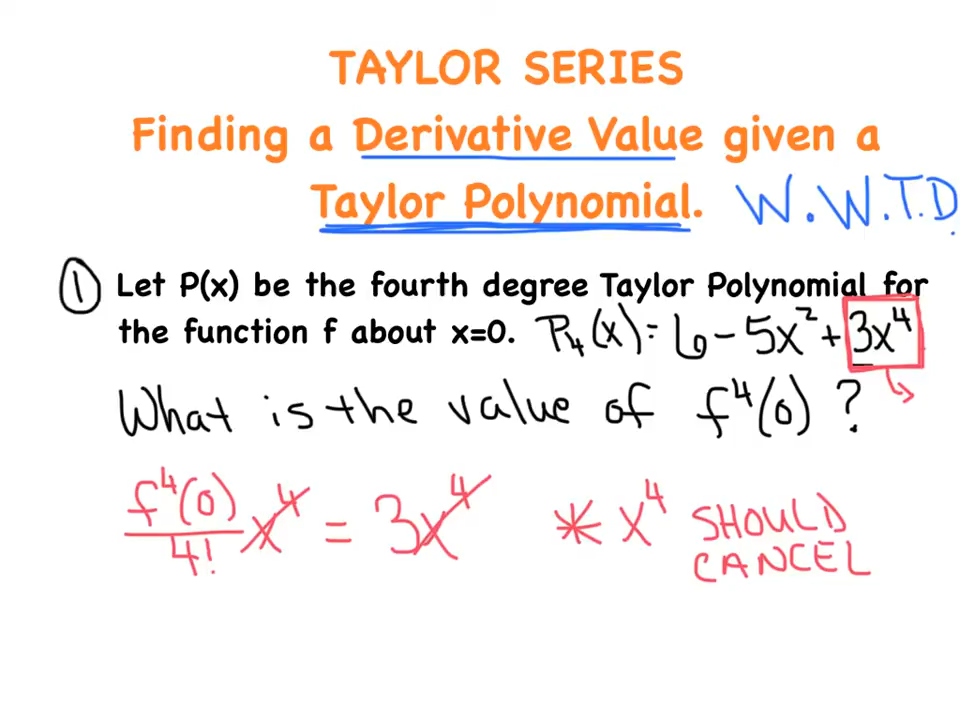 TAYLOR SERIES
Finding a Derivative Value given a
Taylor Polynomial. W.W.T.D.
① Let P(x) be the fourth degree Taylor Polynomial for
the function f about x=0. P₄(x)= 6 - 5x² + 3x⁴
What is the value of f⁴(0) ?
f⁴(0)/4! x⁴ = 3x⁴ * x⁴ SHOULD
CANCEL